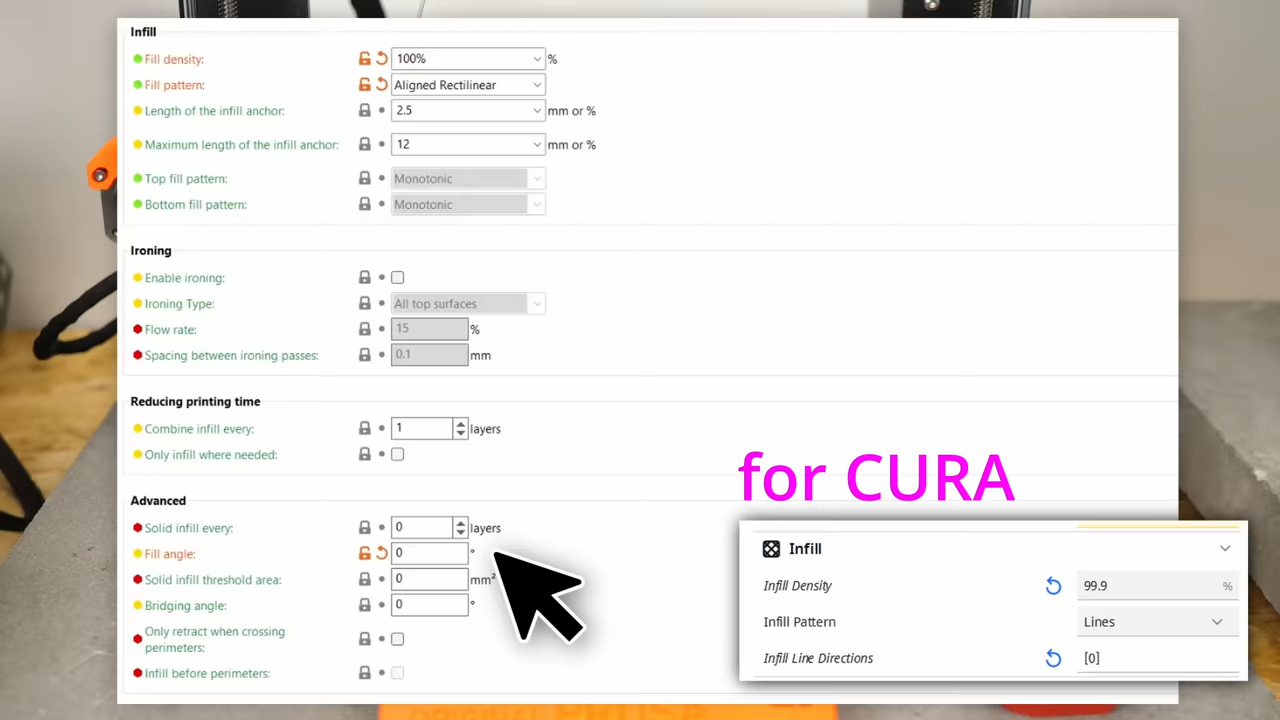 Infill
Fill density: 100% %
Fill pattern: Aligned Rectilinear
Length of the infill anchor: 2.5 mm or %
Maximum length of the infill anchor: 12 mm or %
Top fill pattern: Monotonic
Bottom fill pattern: Monotonic
Ironing
Enable ironing:
Ironing Type: All top surfaces
Flow rate: 15 %
Spacing between ironing passes: 0.1 mm
Reducing printing time
Combine infill every: 1 layers
Only infill where needed:
Advanced
Solid infill every: 0 layers
Fill angle: 0 °
Solid infill threshold area: 0 mm²
Bridging angle: 0 °
Only retract when crossing
perimeters:
Infill before perimeters:
for CURA
Infill
Infill Density 99.9 %
Infill Pattern Lines
Infill Line Directions [0]
ORIGINAL PRUSA